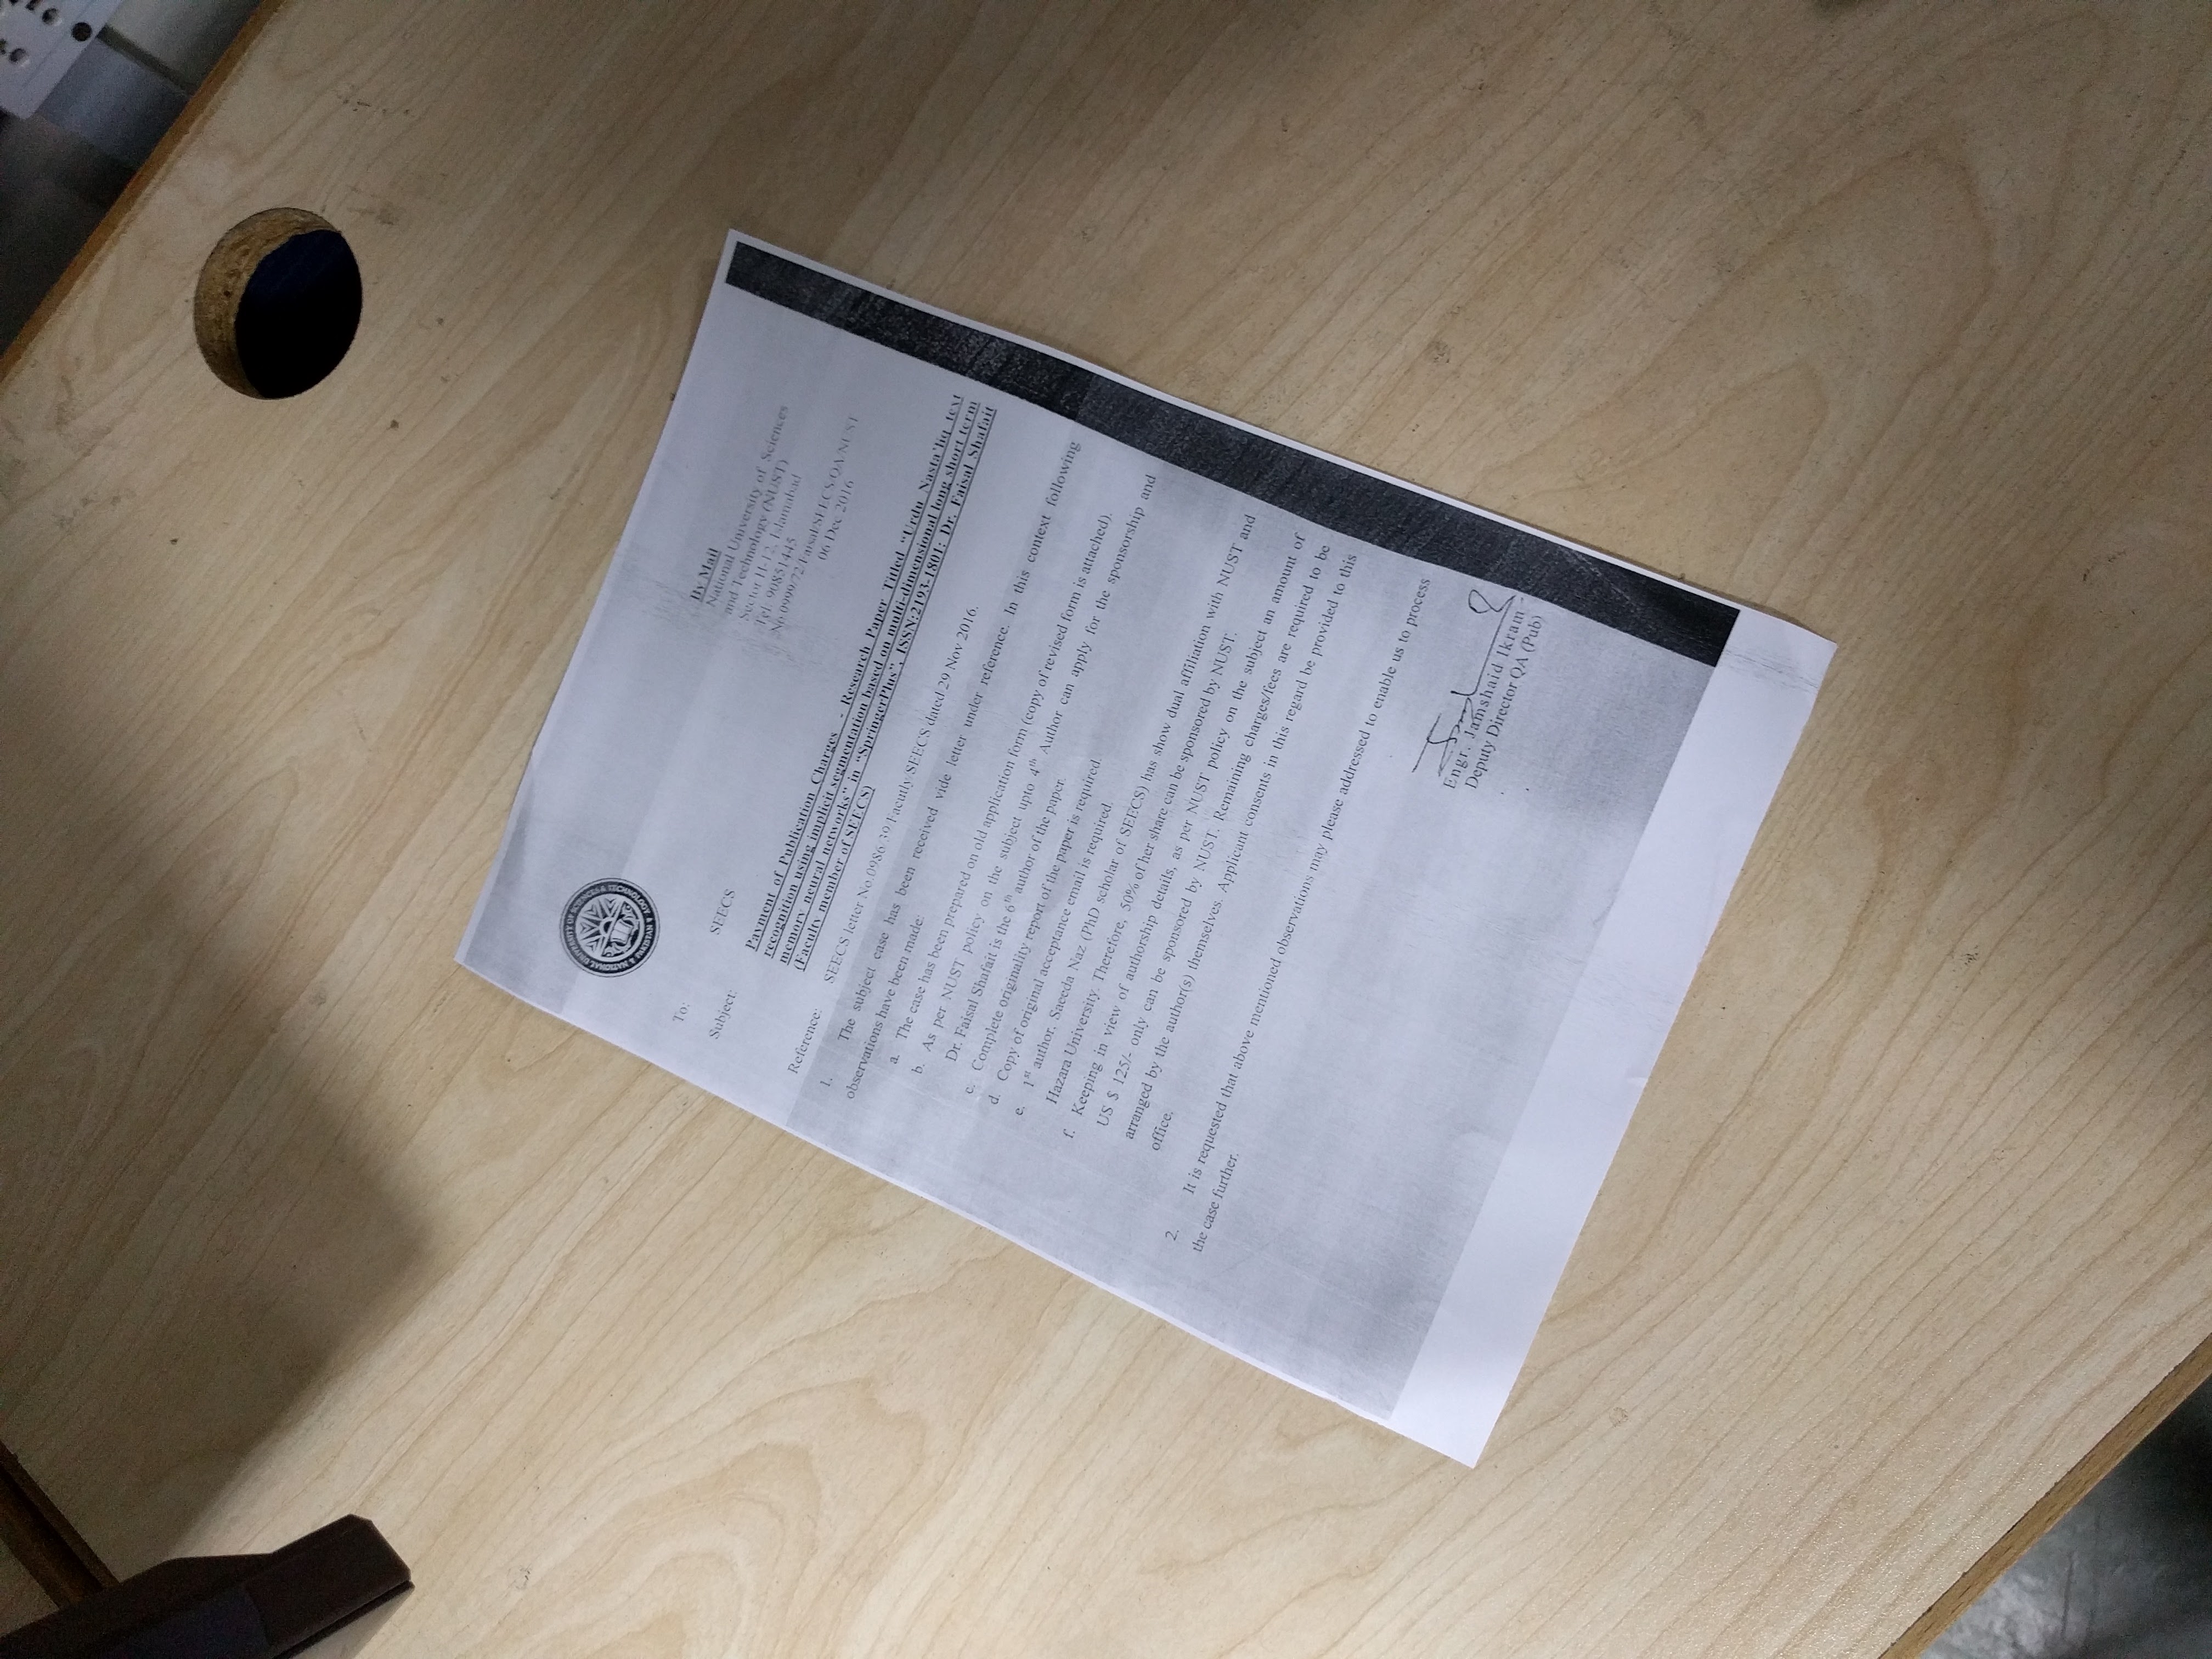 By Mail
National University of Sciences
and Technology (NUST)
Sector H-12, Islamabad
Tel: 90851445
No.0999/72/Faisal/SEECS-QA/NUST
06 Dec 2016
To: SEECS
Subject: Payment of Publication Charges - Research Paper Titled “Urdu Nasta’liq text
recognition using implicit segmentation based on multi-dimensional long short term
memory neural networks” in “SpringerPlus”, ISSN:2193-1801: Dr. Faisal Shafait
(Faculty member of SEECS)
Reference: SEECS letter No.0986/39/Facutly/SEECS dated 29 Nov 2016.
1. The subject case has been received vide letter under reference. In this context following
observations have been made:
a. The case has been prepared on old application form (copy of revised form is attached).
b. As per NUST policy on the subject upto 4th Author can apply for the sponsorship and
Dr. Faisal Shafait is the 6th author of the paper.
c. Complete originality report of the paper is required.
d. Copy of original acceptance email is required.
e. 1st author, Saeeda Naz (PhD scholar of SEECS) has show dual affiliation with NUST and
Hazara University. Therefore, 50% of her share can be sponsored by NUST.
f. Keeping in view of authorship details, as per NUST policy on the subject an amount of
US $ 125/- only can be sponsored by NUST. Remaining charges/fees are required to be
arranged by the author(s) themselves. Applicant consents in this regard be provided to this
office.
2. It is requested that above mentioned observations may please addressed to enable us to process
the case further.
Engr. Jamshaid Ikram
Deputy Director QA (Pub)